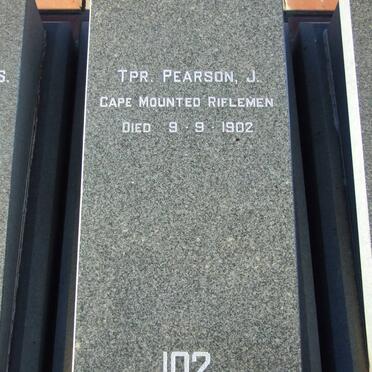 TPR. PEARSON, J.
CAPE MOUNTED RIFLEMEN
DIED 9 · 9 · 1902
102
S.